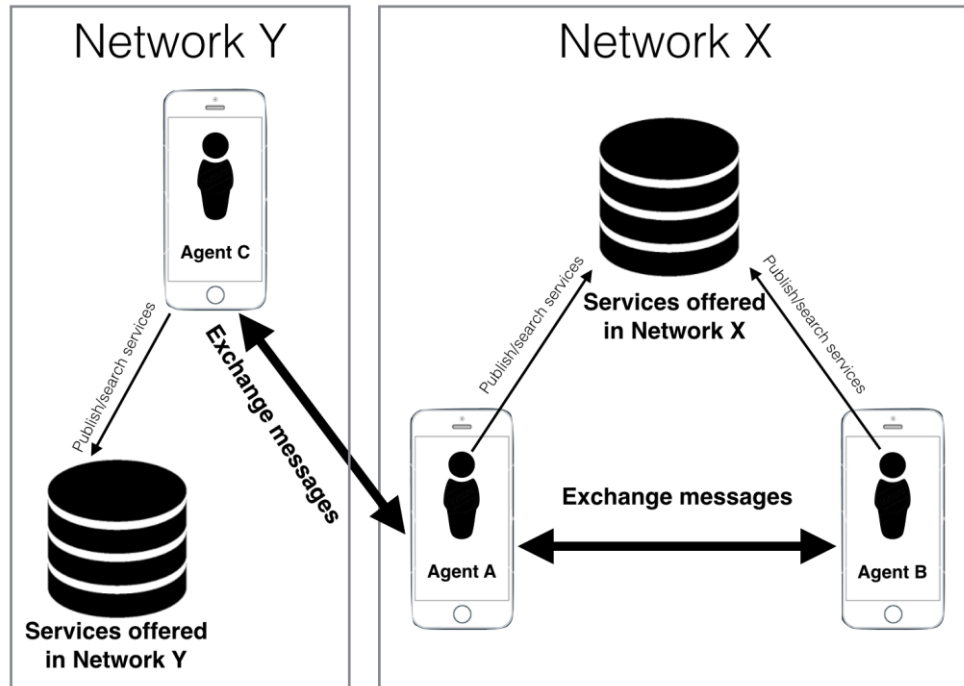 Network Y
Agent C
Publish/search services
Exchange messages
Services offered
in Network Y
Network X
Services offered
in Network X
Publish/search services
Publish/search services
Exchange messages
Agent A
Agent B